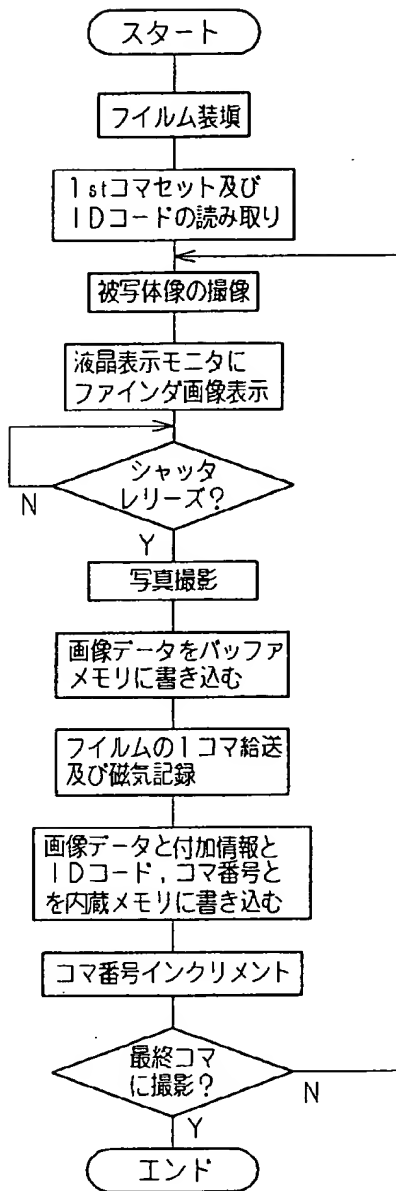 スタート
フイルム装塡
1stコマセット及び
IDコードの読み取り
被写体像の撮像
液晶表示モニタに
ファインダ画像表示
シャッタ
レリーズ?
N
Y
写真撮影
画像データをバッファ
メモリに書き込む
フイルムの1コマ給送
及び磁気記録
画像データと付加情報と
IDコード,コマ番号と
を内蔵メモリに書き込む
コマ番号インクリメント
最終コマ
に撮影?
N
Y
エンド